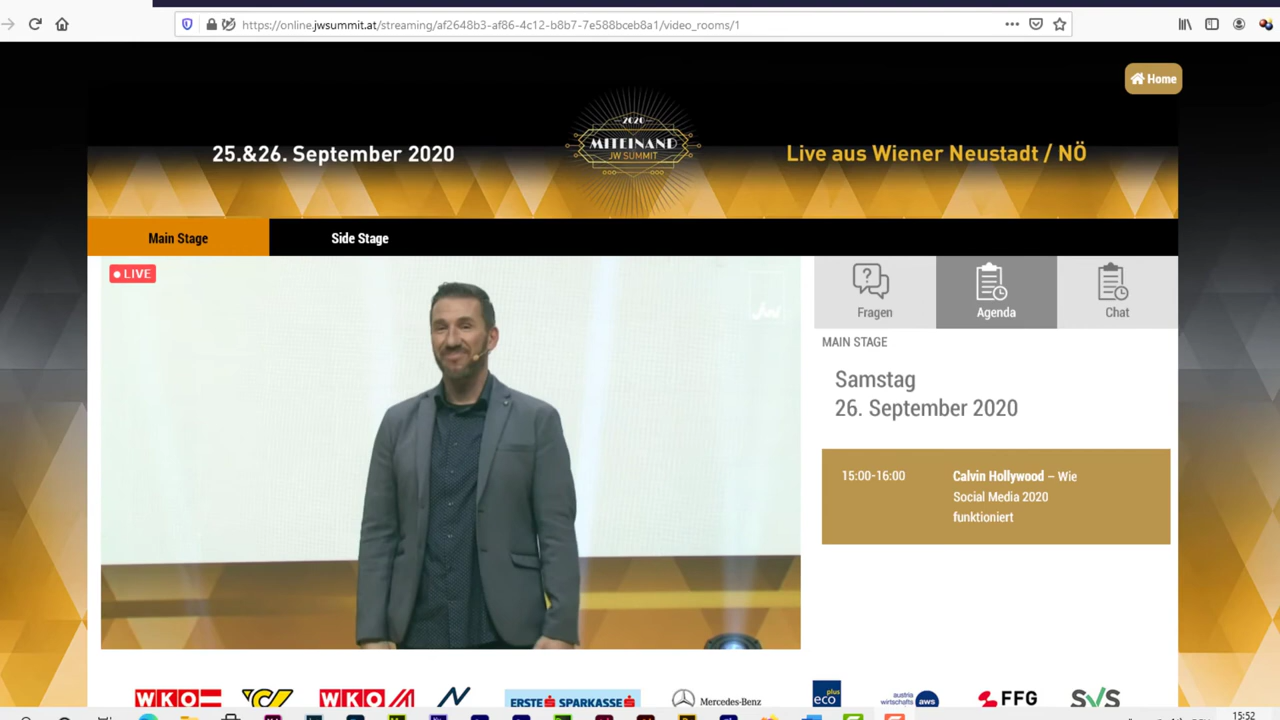 https://online.jwsummit.at/streaming/af2648b3-af86-4c12-b8b7-7e588bceb8a1/video_rooms/1
Home
25.&26. September 2020
2020
MITEINAND
JW SUMMIT
Live aus Wiener Neustadt / NÖ
Main Stage
Side Stage
LIVE
JW
Fragen
Agenda
Chat
MAIN STAGE
Samstag
26. September 2020
15:00-16:00
Calvin Hollywood – Wie
Social Media 2020
funktioniert
WKO
WKO
ERSTE SPARKASSE
Mercedes-Benz
eco plus
austria
wirtschafts
aws
FFG
SVS
15:52